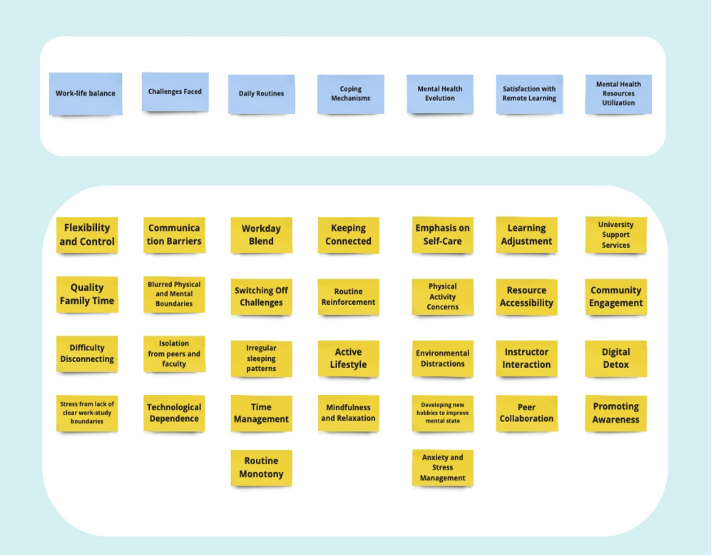 Work-life balance
Challenges Faced
Daily Routines
Coping
Mechanisms
Mental Health
Evolution
Satisfaction with
Remote Learning
Mental Health
Resources
Utilization
Flexibility
and Control
Communica
tion Barriers
Workday
Blend
Keeping
Connected
Emphasis on
Self-Care
Learning
Adjustment
University
Support
Services
Quality
Family Time
Blurred Physical
and Mental
Boundaries
Switching Off
Challenges
Routine
Reinforcement
Physical
Activity
Concerns
Resource
Accessibility
Community
Engagement
Difficulty
Disconnecting
Isolation
from peers and
faculty
Irregular
sleeping
patterns
Active
Lifestyle
Environmental
Distractions
Instructor
Interaction
Digital
Detox
Stress from lack of
clear work-study
boundaries
Technological
Dependence
Time
Management
Mindfulness
and Relaxation
Developing new
hobbies to improve
mental state
Peer
Collaboration
Promoting
Awareness
Routine
Monotony
Anxiety and
Stress
Management